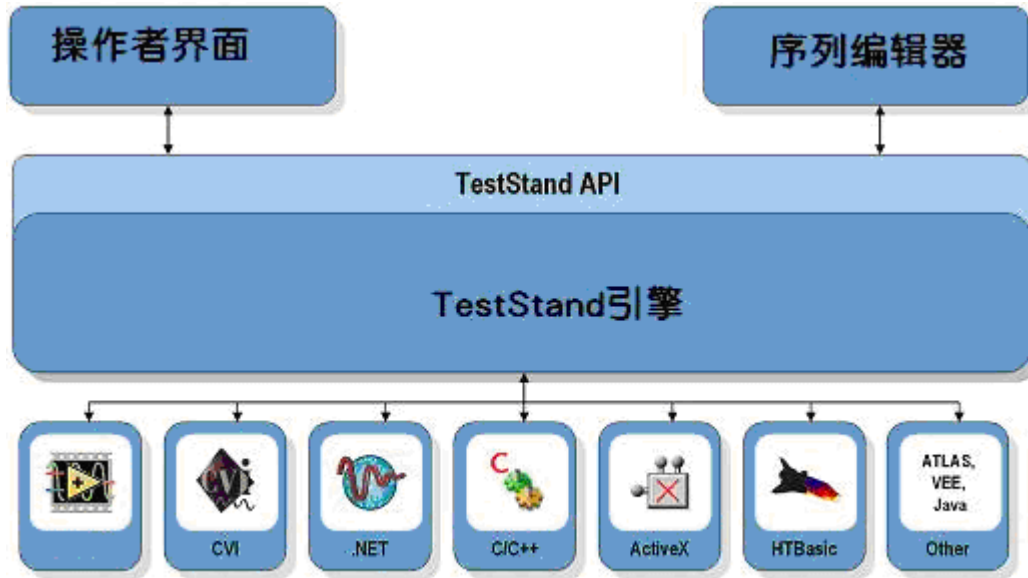 操作者界面
序列编辑器
TestStand API
TestStand引擎
CVi
C
ATLAS,
VEE,
Java
CVI
.NET
C/C++
ActiveX
HTBasic
Other